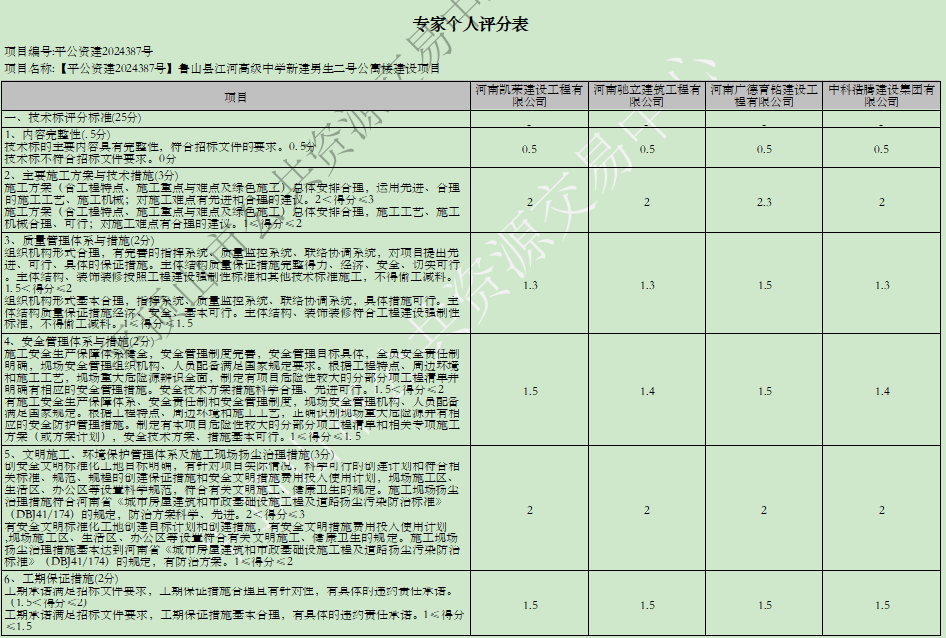 专家个人评分表
项目编号:平公资建2024387号
项目名称:【平公资建2024387号】鲁山县江河高级中学新建男生二号公寓楼建设项目
项目 河南凯荣建设工程有限公司 河南驰立建筑工程有限公司 河南广德育铭建设工程有限公司 中科浩腾建设集团有限公司
一、技术标评分标准(25分) - - - -
1、内容完整性(.5分)
技术标的主要内容具有完整性，符合招标文件的要求。0.5分
技术标不符合招标文件要求。0分
0.5 0.5 0.5 0.5
2、主要施工方案与技术措施(3分)
施工方案（含工程特点、施工重点与难点及绿色施工）总体安排合理，运用先进、合理
的施工工艺、施工机械；对施工难点有先进和合理的建议。2＜得分≤3
施工方案（含工程特点、施工重点与难点及绿色施工）总体安排合理，施工工艺、施工
机械合理、可行；对施工难点有合理的建议。1≤得分≤2
2 2 2.3 2
3、质量管理体系与措施(2分)
组织机构形式合理，有完善的指挥系统、质量监控系统、联络协调系统，对项目提出先
进、可行、具体的保证措施。主体结构质量保证措施完整得力、经济、安全、切实可行
。主体结构、装饰装修按照工程建设强制性标准和其他技术标准施工，不得偷工减料。
1.5＜得分≤2
组织机构形式基本合理，指挥系统、质量监控系统、联络协调系统，具体措施可行。主
体结构质量保证措施经济、安全、基本可行。主体结构、装饰装修符合工程建设强制性
标准，不得偷工减料。1≤得分≤1.5
1.3 1.3 1.5 1.3
4、安全管理体系与措施(2分)
施工安全生产保障体系健全，安全管理制度完善，安全管理目标具体，全员安全责任制
明确，现场安全管理组织机构、人员配备满足国家规定要求。根据工程特点、周边环境
和施工工艺，现场重大危险源辨识全面，制定有项目危险性较大的分部分项工程清单并
明确有相应的安全管理措施。安全技术方案措施科学合理、先进可行。1.5＜得分≤2
有施工安全生产保障体系、安全责任制和安全管理制度，现场安全管理机构、人员配备
满足国家规定。根据工程特点、周边环境和施工工艺，正确识别现场重大危险源并有相
应的安全防护管理措施。制定有本项目危险性较大的分部分项工程清单和相关专项施工
方案（或方案计划），安全技术方案、措施基本可行。1≤得分≤1.5
1.5 1.4 1.5 1.4
5、文明施工、环境保护管理体系及施工现场扬尘治理措施(3分)
创安全文明标准化工地目标明确，有针对项目实际情况，科学可行的创建计划和符合相
关标准、规范、规程的创建保证措施和安全文明措施费用投入使用计划，现场施工区、
生活区、办公区等设置科学规范，符合有关文明施工、健康卫生的规定。施工现场扬尘
治理措施符合河南省《城市房屋建筑和市政基础设施工程及道路扬尘污染防治标准》
（DBJ41/174）的规定，防治方案科学、先进。2＜得分≤3
有安全文明标准化工地创建目标计划和创建措施，有安全文明措施费用投入使用计划
,现场施工区、生活区、办公区等设置符合有关文明施工、健康卫生的规定。施工现场
扬尘治理措施基本达到河南省《城市房屋建筑和市政基础设施工程及道路扬尘污染防治
标准》（DBJ41/174）的规定，有防治方案。1≤得分≤2
2 2 2 2
6、工期保证措施(2分)
工期承诺满足招标文件要求，工期保证措施合理且有针对性，有具体的违约责任承诺。
（1.5＜得分≤2）
工期承诺满足招标文件要求，工期保证措施基本合理，有具体的违约责任承诺。1≤得分
≤1.5
1.5 1.5 1.5 1.5